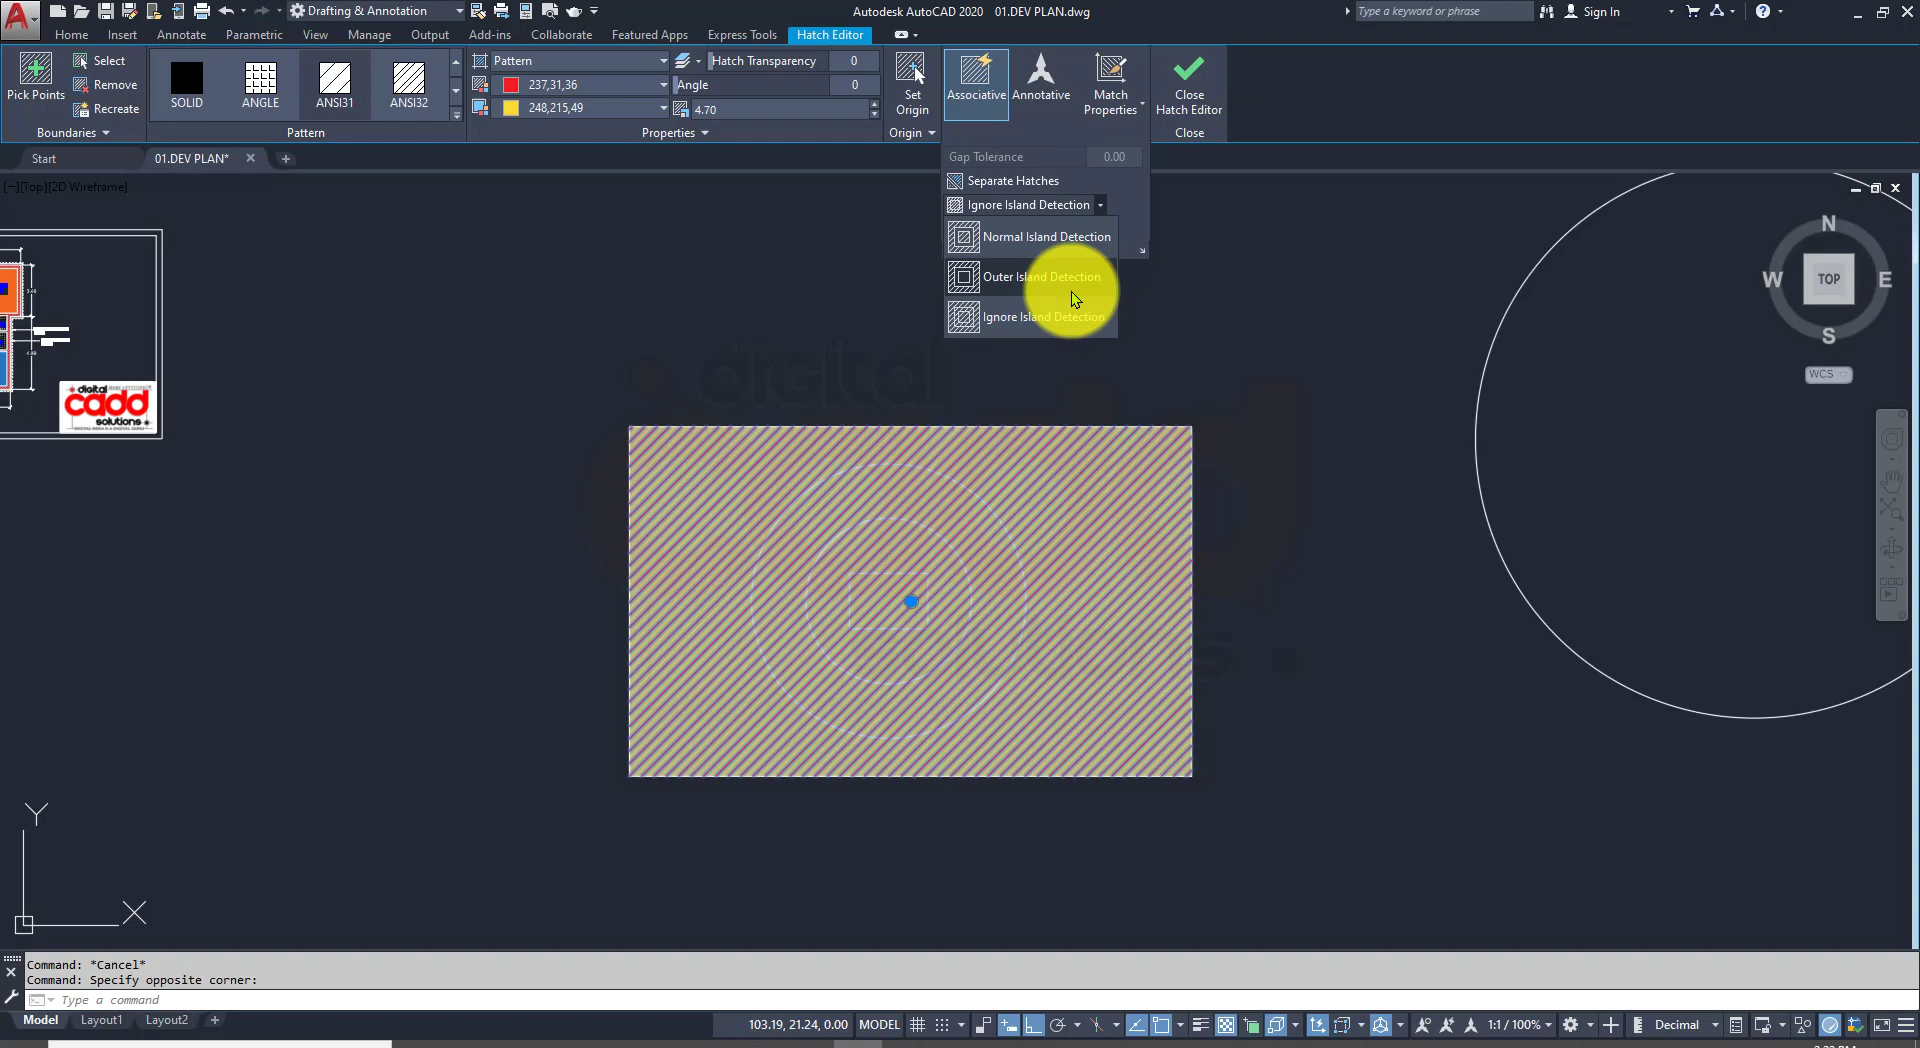 Drafting & Annotation
Autodesk AutoCAD 2020 01.DEV PLAN.dwg
Type a keyword or phrase
Sign In
Home Insert Annotate Parametric View Manage Output Add-ins Collaborate Featured Apps Express Tools Hatch Editor
Pick Points
Select
Remove
Recreate
Boundaries
SOLID
ANGLE
ANSI31
ANSI32
Pattern
Pattern
237,31,36
248,215,49
Hatch Transparency 0
Angle 0
4.70
Properties
Set
Origin
Origin
Associative
Annotative
Match
Properties
Close
Hatch Editor
Close
Gap Tolerance 0.00
Separate Hatches
Ignore Island Detection
Normal Island Detection
Outer Island Detection
Ignore Island Detection
Start
01.DEV PLAN*
[−][Top][2D Wireframe]
N
W
TOP
E
S
WCS
digital
cadd
solutions
digital
Y
X
Command: *Cancel*
Command: Specify opposite corner:
Type a command
Model Layout1 Layout2
103.19, 21.24, 0.00 MODEL
1:1 / 100%
Decimal